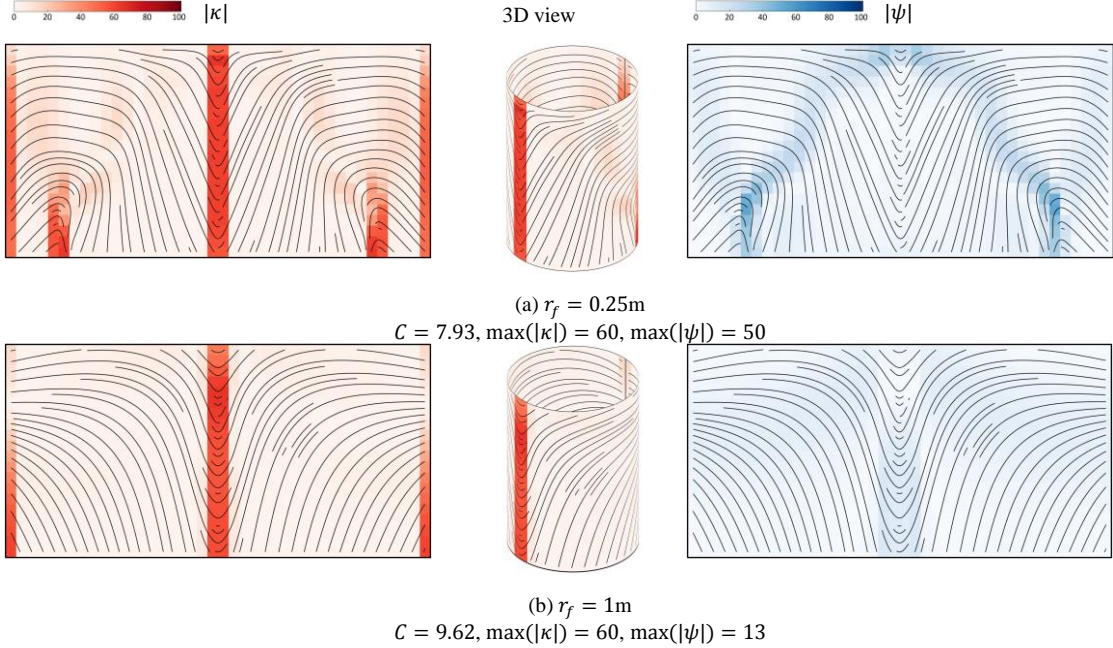 |κ|
3D view
|ψ|
0 20 40 60 80 100
0 20 40 60 80 100
(a) r_f = 0.25m
C = 7.93, max(|κ|) = 60, max(|ψ|) = 50
(b) r_f = 1m
C = 9.62, max(|κ|) = 60, max(|ψ|) = 13